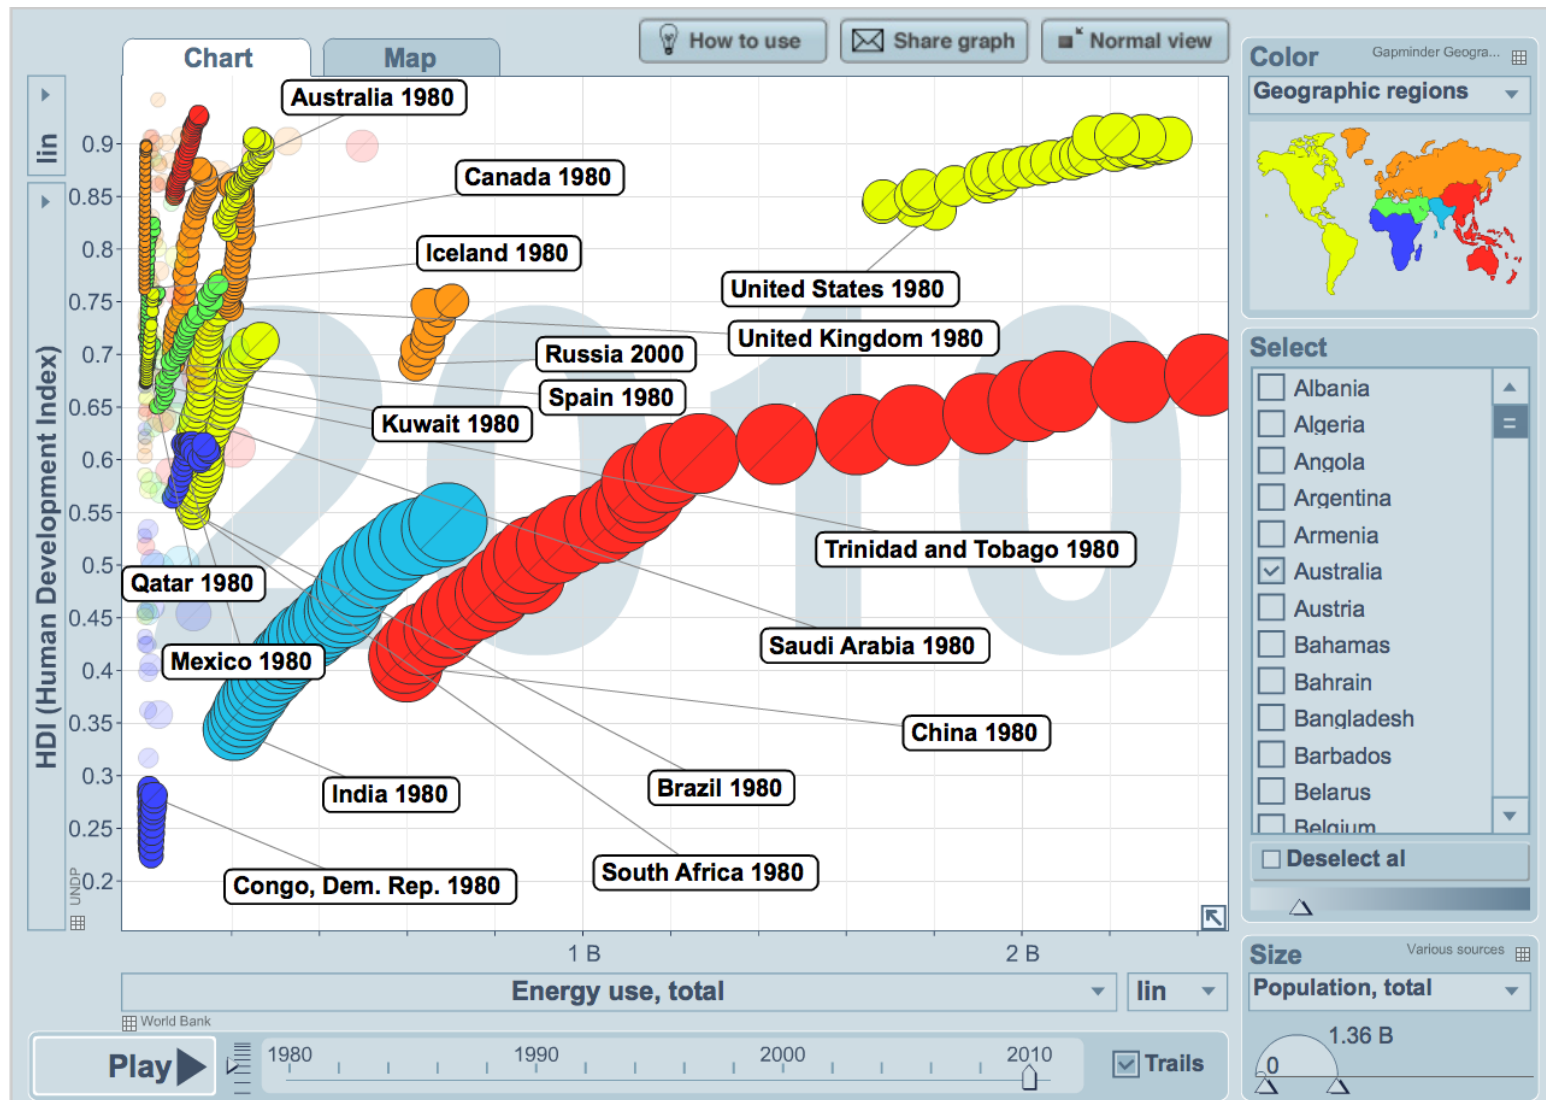 How to use
Share graph
Normal view
Chart
Map
Color
Gapminder Geogra...
Geographic regions
lin
HDI (Human Development Index)
UNDP
0.9
0.85
0.8
0.75
0.7
0.65
0.6
0.55
0.5
0.45
0.4
0.35
0.3
0.25
0.2
2010
Australia 1980
Canada 1980
Iceland 1980
United States 1980
United Kingdom 1980
Russia 2000
Spain 1980
Kuwait 1980
Trinidad and Tobago 1980
Qatar 1980
Saudi Arabia 1980
Mexico 1980
China 1980
Brazil 1980
India 1980
South Africa 1980
Congo, Dem. Rep. 1980
1 B
2 B
Energy use, total
lin
World Bank
Select
Albania
Algeria
Angola
Argentina
Armenia
Australia
Austria
Bahamas
Bahrain
Bangladesh
Barbados
Belarus
Belgium
Deselect al
Size
Various sources
Population, total
1.36 B
0
Play
1980
1990
2000
2010
Trails